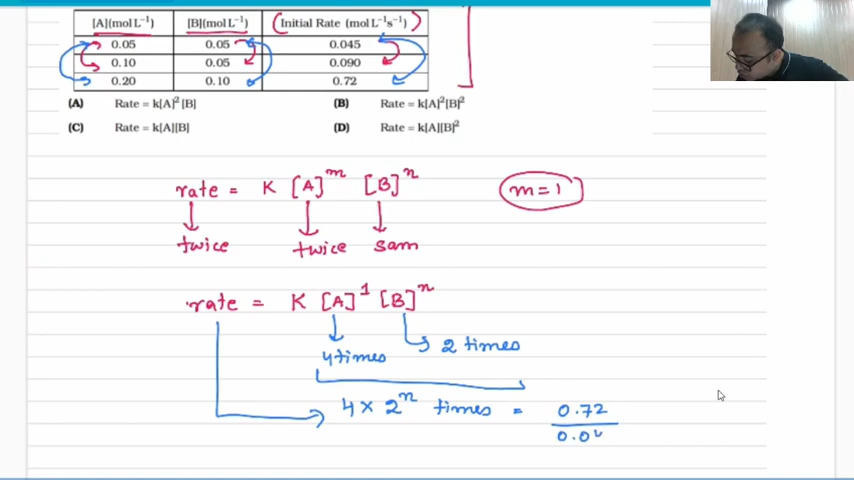 [A](mol L⁻¹) [B](mol L⁻¹) (Initial Rate (mol L⁻¹s⁻¹))
0.05 0.05 0.045
0.10 0.05 0.090
0.20 0.10 0.72
(A) Rate = k[A]² [B] (B) Rate = k[A]²[B]²
(C) Rate = k[A][B] (D) Rate = k[A][B]²
rate = K [A]ᵐ [B]ⁿ m=1
twice twice sam
rate = K [A]¹ [B]ⁿ
4times 2 times
4 × 2ⁿ times = 0.72
0.04